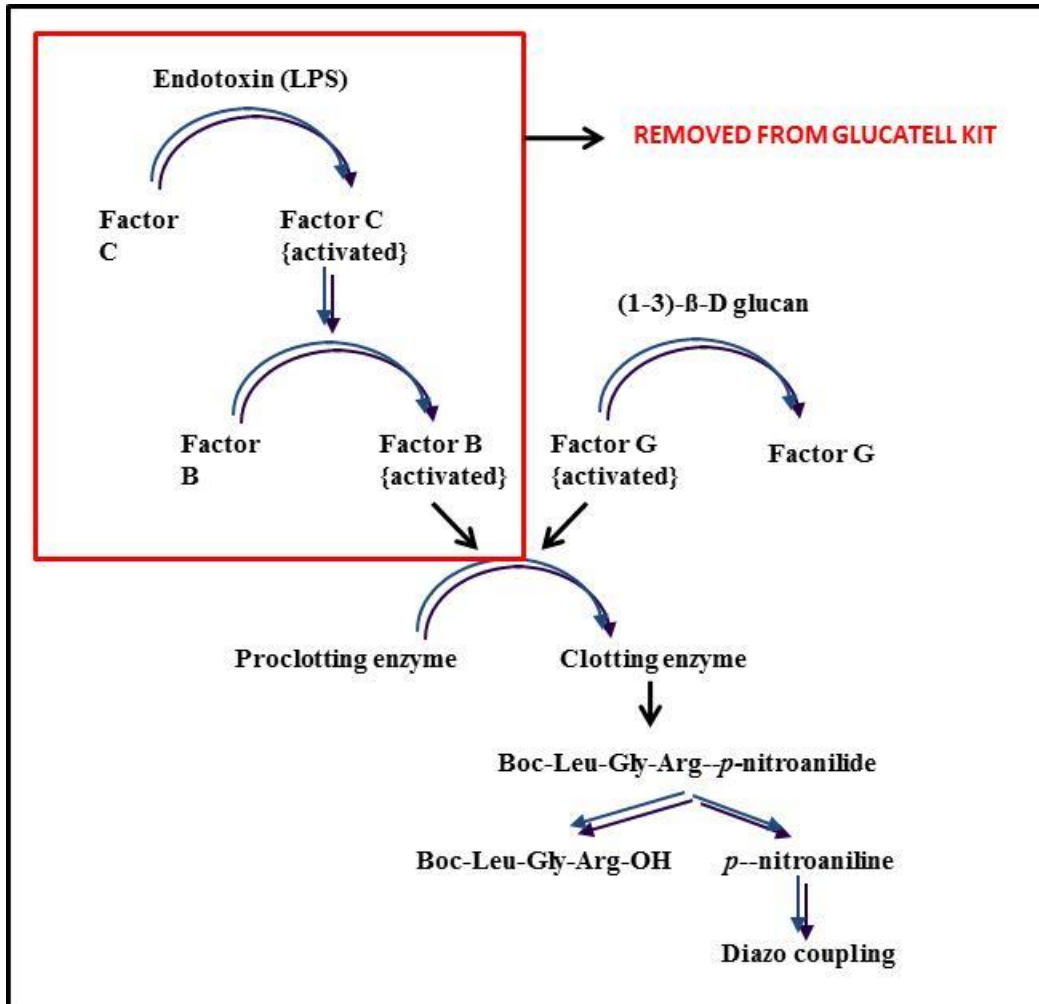 Endotoxin (LPS)
REMOVED FROM GLUCATELL KIT
Factor
C
Factor C
{activated}
(1-3)-ß-D glucan
Factor
B
Factor B
{activated}
Factor G
{activated}
Factor G
Proclotting enzyme
Clotting enzyme
Boc-Leu-Gly-Arg--p-nitroanilide
Boc-Leu-Gly-Arg-OH
p--nitroaniline
Diazo coupling